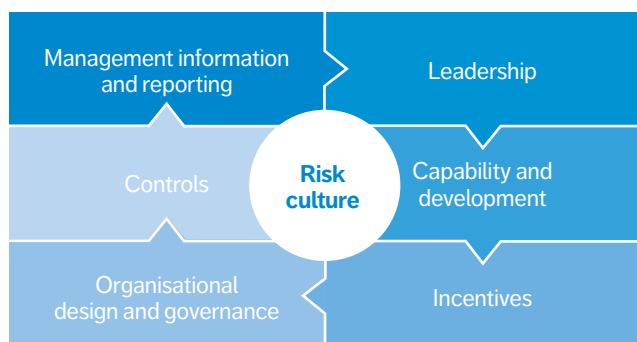 Management information
and reporting
Leadership
Controls
Risk
culture
Capability and
development
Organisational
design and governance
Incentives